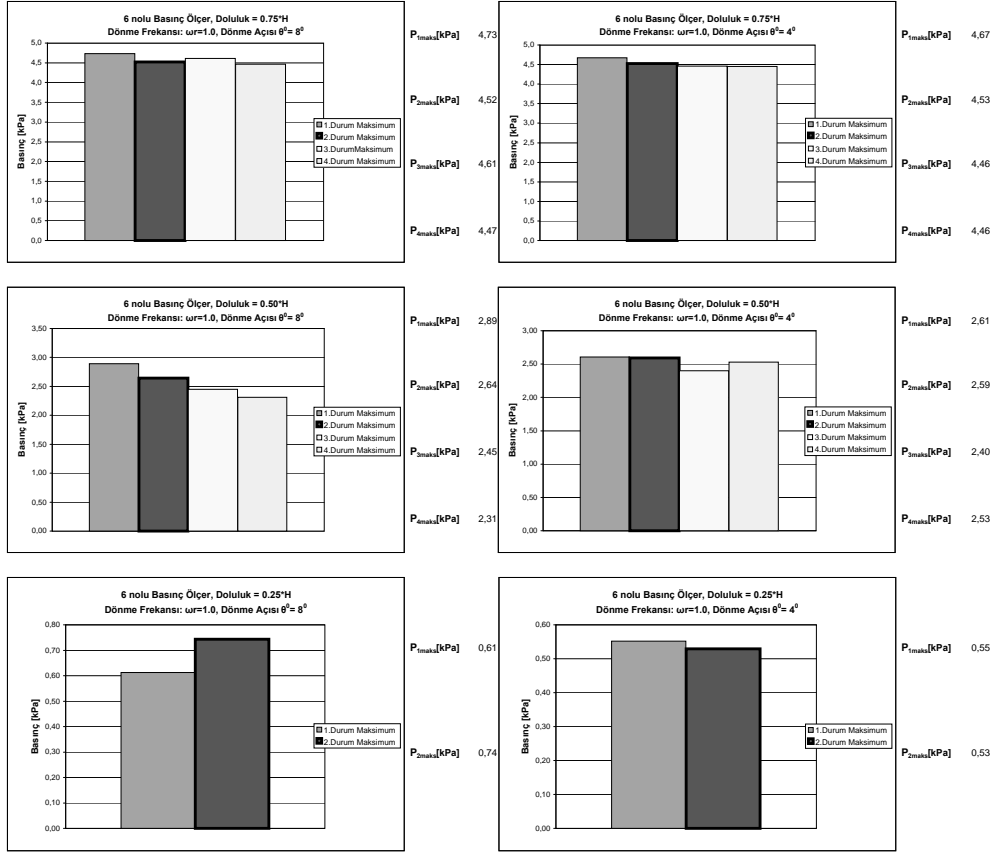 6 nolu Basınç Ölçer, Doluluk = 0.75*H
Dönme Frekansı: ωr=1.0, Dönme Açısı θ⁰= 8⁰
5,0
4,5
4,0
3,5
3,0
2,5
2,0
1,5
1,0
0,5
0,0
Basınç [kPa]
1.Durum Maksimum
2.Durum Maksimum
3.DurumMaksimum
4.Durum Maksimum
P1maks[kPa] 4,73
P2maks[kPa] 4,52
P3maks[kPa] 4,61
P4maks[kPa] 4,47
6 nolu Basınç Ölçer, Doluluk = 0.75*H
Dönme Frekansı: ωr=1.0, Dönme Açısı θ⁰= 4⁰
5,0
4,5
4,0
3,5
3,0
2,5
2,0
1,5
1,0
0,5
0,0
Basınç [kPa]
1.Durum Maksimum
2.Durum Maksimum
3.Durum Maksimum
4.Durum Maksimum
P1maks[kPa] 4,67
P2maks[kPa] 4,53
P3maks[kPa] 4,46
P4maks[kPa] 4,46
6 nolu Basınç Ölçer, Doluluk = 0.50*H
Dönme Frekansı: ωr=1.0, Dönme Açısı θ⁰= 8⁰
3,50
3,00
2,50
2,00
1,50
1,00
0,50
0,00
Basınç [kPa]
1.Durum Maksimum
2.Durum Maksimum
3.Durum Maksimum
4.Durum Maksimum
P1maks[kPa] 2,89
P2maks[kPa] 2,64
P3maks[kPa] 2,45
P4maks[kPa] 2,31
6 nolu Basınç Ölçer, Doluluk = 0.50*H
Dönme Frekansı: ωr=1.0, Dönme Açısı θ⁰= 4⁰
3,00
2,50
2,00
1,50
1,00
0,50
0,00
Basınç [kPa]
1.Durum Maksimum
2.Durum Maksimum
3.Durum Maksimum
4.Durum Maksimum
P1maks[kPa] 2,61
P2maks[kPa] 2,59
P3maks[kPa] 2,40
P4maks[kPa] 2,53
6 nolu Basınç Ölçer, Doluluk = 0.25*H
Dönme Frekansı: ωr=1.0, Dönme Açısı θ⁰= 8⁰
0,80
0,70
0,60
0,50
0,40
0,30
0,20
0,10
0,00
Basınç [kPa]
1.Durum Maksimum
2.Durum Maksimum
P1maks[kPa] 0,61
P2maks[kPa] 0,74
6 nolu Basınç Ölçer, Doluluk = 0.25*H
Dönme Frekansı: ωr=1.0, Dönme Açısı θ⁰= 4⁰
0,60
0,50
0,40
0,30
0,20
0,10
0,00
Basınç [kPa]
1.Durum Maksimum
2.Durum Maksimum
P1maks[kPa] 0,55
P2maks[kPa] 0,53